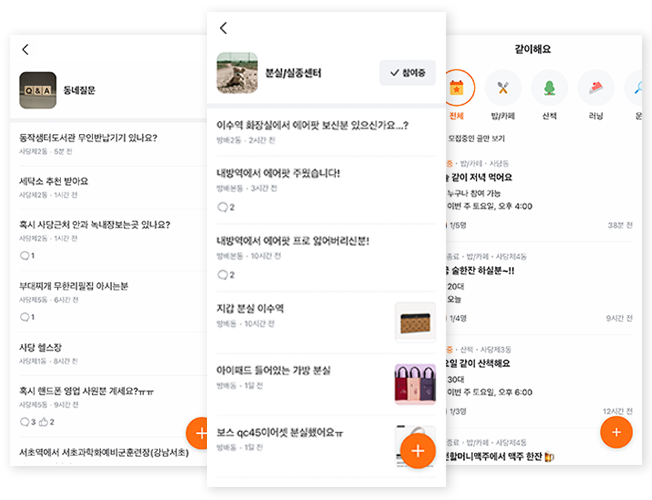 Q&A
동네질문
동작샘터도서관 무인반납기기 있나요?
사당제2동 · 5분 전
세탁소 추천 받아요
사당제2동 · 1시간 전
혹시 사당근처 안과 녹내장보는곳 있나요?
사당제2동 · 1시간 전
1
부대찌개 무한리필집 아시는분
사당제5동 · 6시간 전
1
사당 헬스장
사당제1동 · 8시간 전
혹시 핸드폰 영업 사원분 계세요?ㅠㅠ
사당제5동 · 9시간 전
3 2
서초역에서 서초과학화예비군훈련장(강남서초)
분실/실종센터
참여중
이수역 화장실에서 에어팟 보신분 있으신가요...?
방배2동 · 2시간 전
내방역에서 에어팟 주웠습니다!
방배본동 · 3시간 전
2
내방역에서 에어팟 프로 잃어버리신분!
방배본동 · 10시간 전
2
지갑 분실 이수역
방배동 · 10시간 전
아이패드 들어있는 가방 분실
방배동 · 1일 전
보스 qc45이어셋 분실했어요ㅠ
방배동 · 1일 전
같이해요
전체 밥/카페 산책 러닝
모집중인 글만 보기
중 · 밥/카페 · 사당동
같이 저녁 먹어요
누구나 참여 가능
이번 주 토요일, 오후 4:00
1/5명 38분 전
종료 · 밥/카페 · 사당제4동
술한잔 하실분~!!
20대
오늘
1/4명 9시간 전
중 · 산책 · 사당제3동
요일 같이 산책해요
30대
이번 주 토요일, 오후 6:00
1/3명 12시간 전
종료 · 밥/카페 · 사당제4동
할머니맥주에서 맥주 한잔